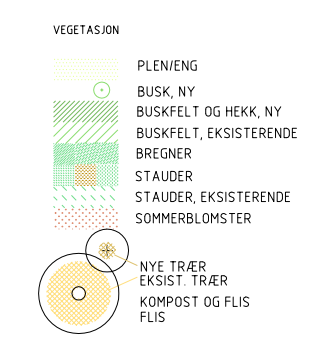 VEGETASJON
PLEN/ENG
BUSK, NY
BUSKFELT OG HEKK, NY
BUSKFELT, EKSISTERENDE
BREGNER
STAUDER
STAUDER, EKSISTERENDE
SOMMERBLOMSTER
NYE TRÆR
EKSIST. TRÆR
KOMPOST OG FLIS
FLIS